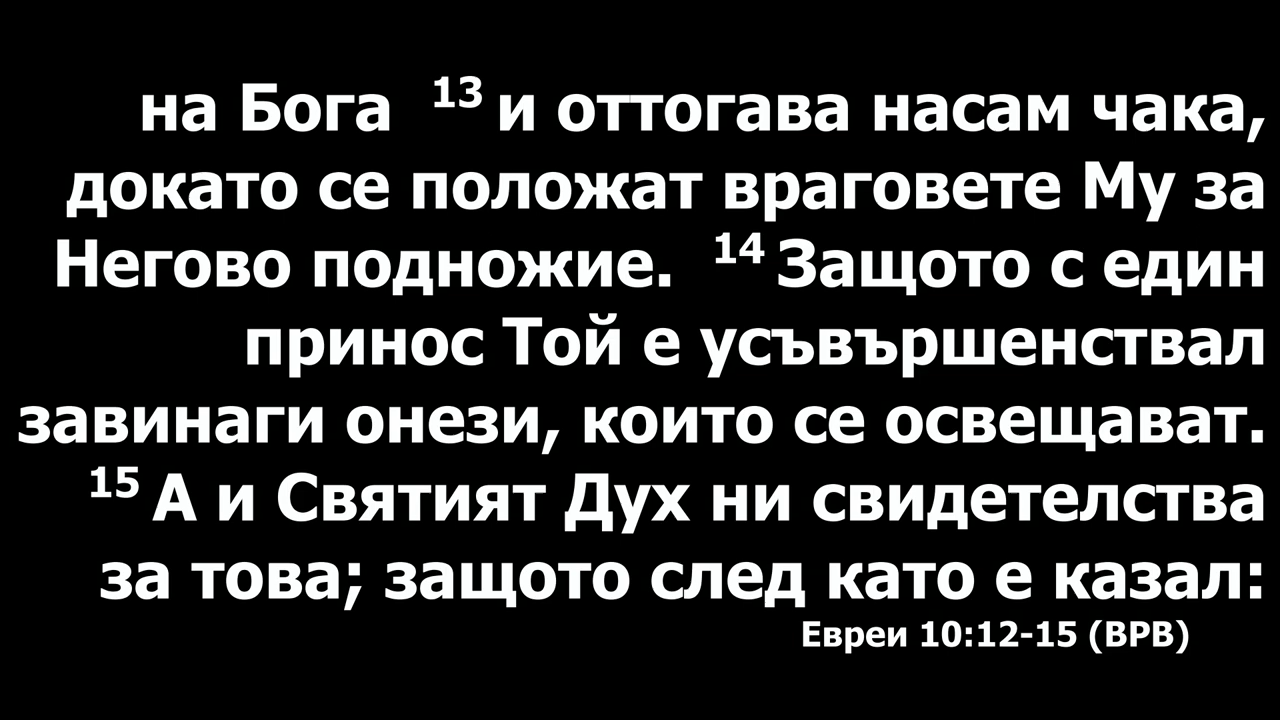 на Бога 13 и оттогава насам чака,
докато се положат враговете Му за
Негово подножие. 14 Защото с един
принос Той е усъвършенствал
завинаги онези, които се освещават.
15 А и Святият Дух ни свидетелства
за това; защото след като е казал:
Евреи 10:12-15 (ВРВ)